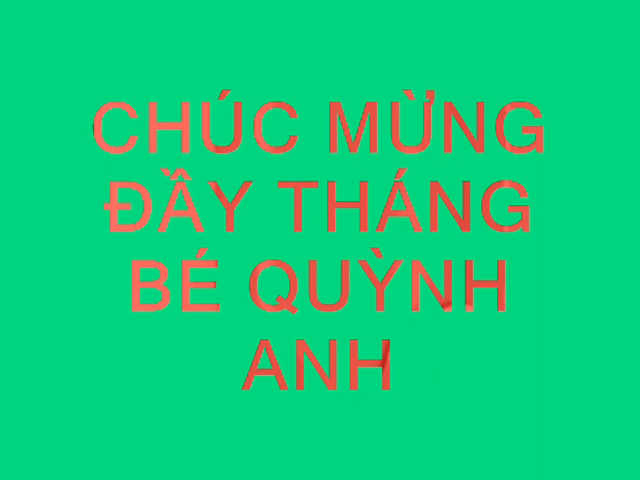 CHÚC MỪNG
ĐẦY THÁNG
BÉ QUỲNH
ANH